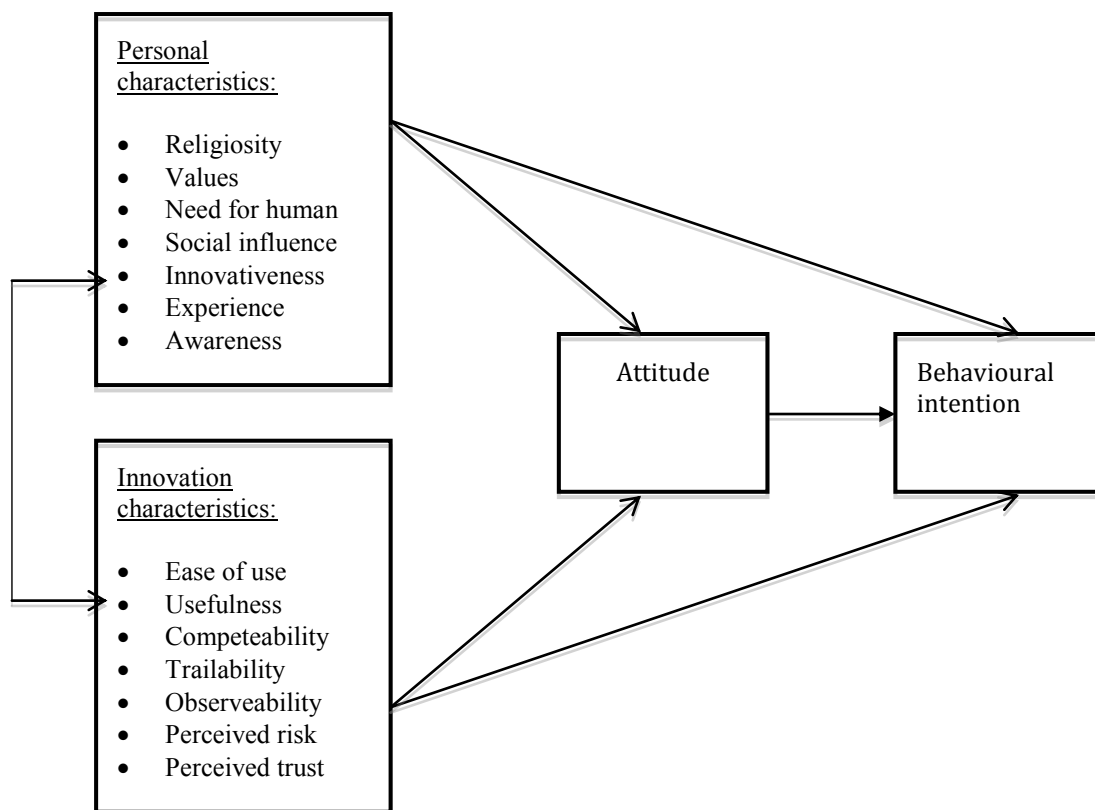 Personal
characteristics:
• Religiosity
• Values
• Need for human
• Social influence
• Innovativeness
• Experience
• Awareness
Attitude
Behavioural
intention
Innovation
characteristics:
• Ease of use
• Usefulness
• Competeability
• Trailability
• Observeability
• Perceived risk
• Perceived trust